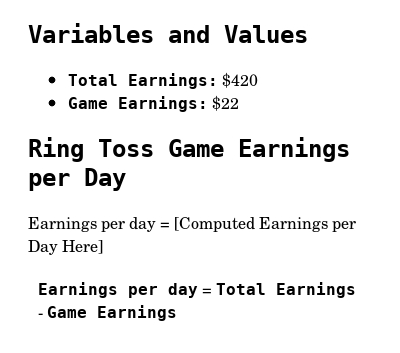 Variables and Values
• Total Earnings: $420
• Game Earnings: $22
Ring Toss Game Earnings
per Day
Earnings per day = [Computed Earnings per
Day Here]
Earnings per day = Total Earnings
- Game Earnings